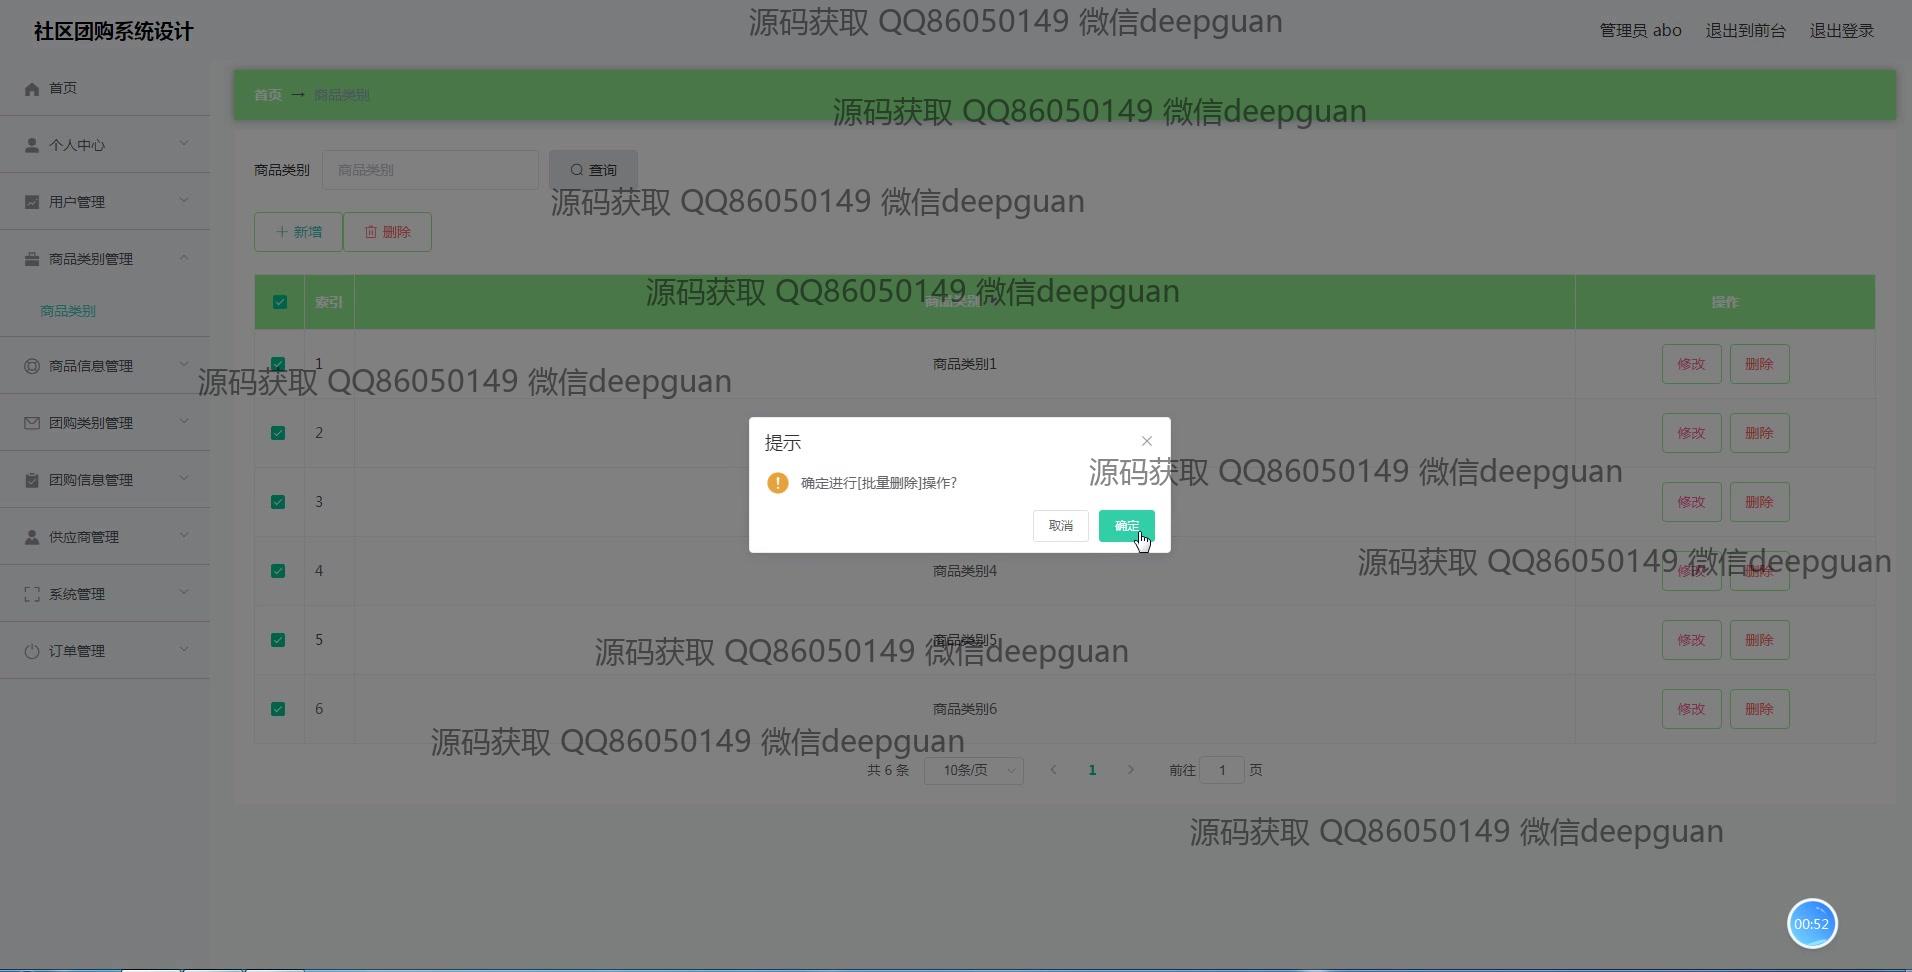 社区团购系统设计
源码获取 QQ86050149 微信deepguan
管理员 abo 退出到前台 退出登录
首页
个人中心
用户管理
商品类别管理
商品类别
商品信息管理
团购类别管理
团购信息管理
供应商管理
系统管理
订单管理
首页 → 商品类别
源码获取 QQ86050149 微信deepguan
商品类别 商品类别 查询
源码获取 QQ86050149 微信deepguan
+ 新增 删除
索引 商品类别 操作
源码获取 QQ86050149 微信deepguan
1 商品类别1 修改 删除
源码获取 QQ86050149 微信deepguan
2 修改 删除
提示
源码获取 QQ86050149 微信deepguan
确定进行[批量删除]操作?
3 修改 删除
取消 确定
4 商品类别4 修改 删除
源码获取 QQ86050149 微信deepguan
5 商品类别5 修改 删除
源码获取 QQ86050149 微信deepguan
6 商品类别6 修改 删除
源码获取 QQ86050149 微信deepguan
共 6 条 10条/页 1 前往 1 页
源码获取 QQ86050149 微信deepguan
00:52